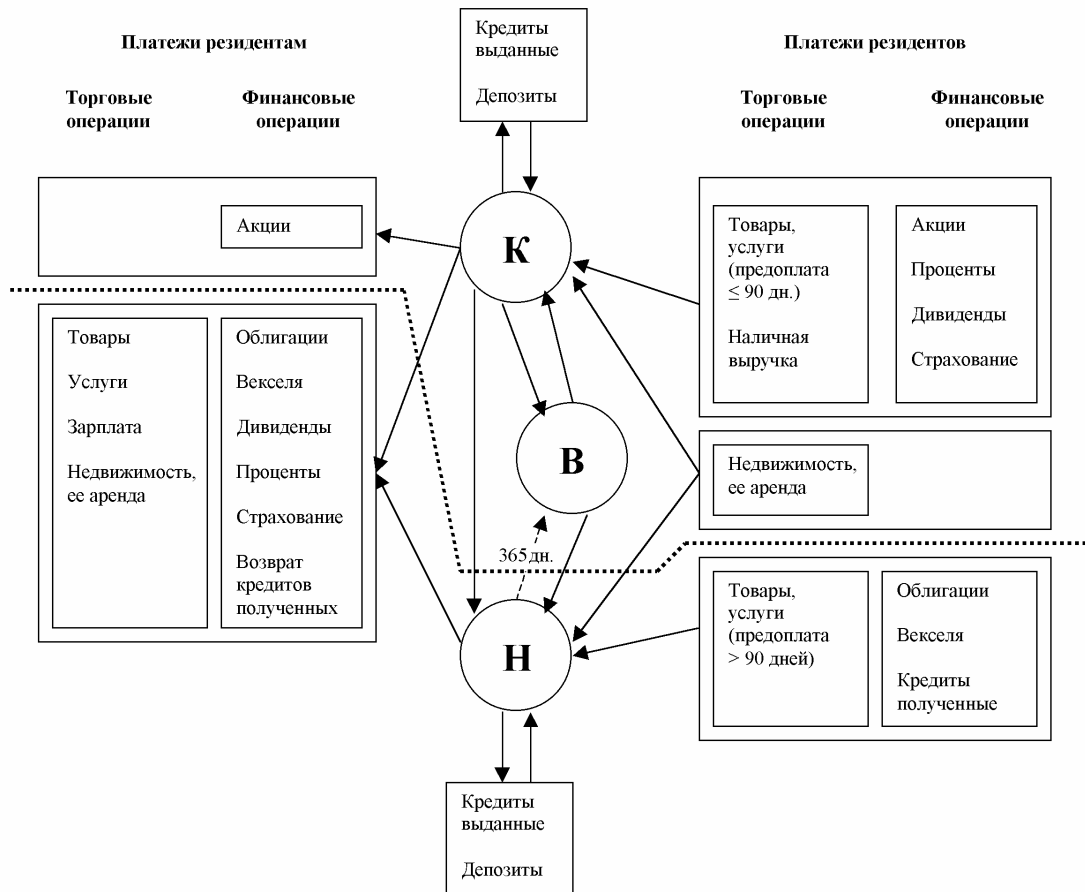 Платежи резидентам
Торговые
операции
Финансовые
операции
Кредиты
выданные
Депозиты
Платежи резидентов
Торговые
операции
Финансовые
операции
Акции
К
Товары,
услуги
(предоплата
≤ 90 дн.)
Наличная
выручка
Акции
Проценты
Дивиденды
Страхование
Товары
Услуги
Зарплата
Недвижимость,
ее аренда
Облигации
Векселя
Дивиденды
Проценты
Страхование
Возврат
кредитов
полученных
В
Недвижимость,
ее аренда
365 дн.
Н
Товары,
услуги
(предоплата
> 90 дней)
Облигации
Векселя
Кредиты
полученные
Кредиты
выданные
Депозиты